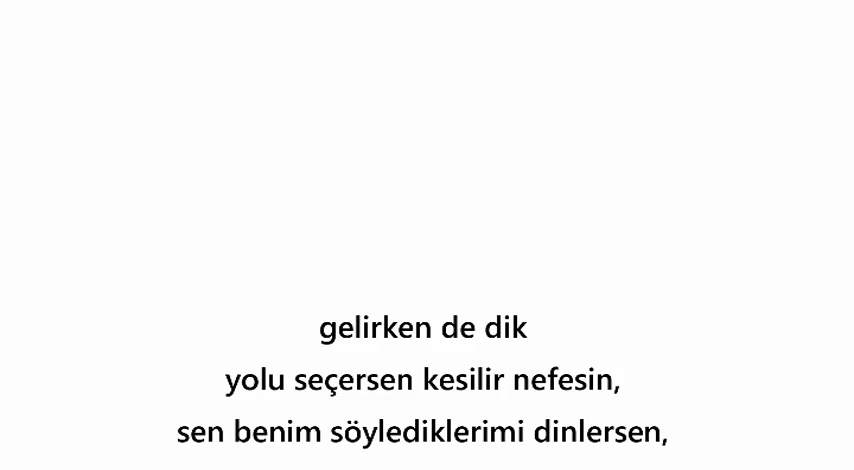 gelirken de dik
yolu seçersen kesilir nefesin,
sen benim söylediklerimi dinlersen,